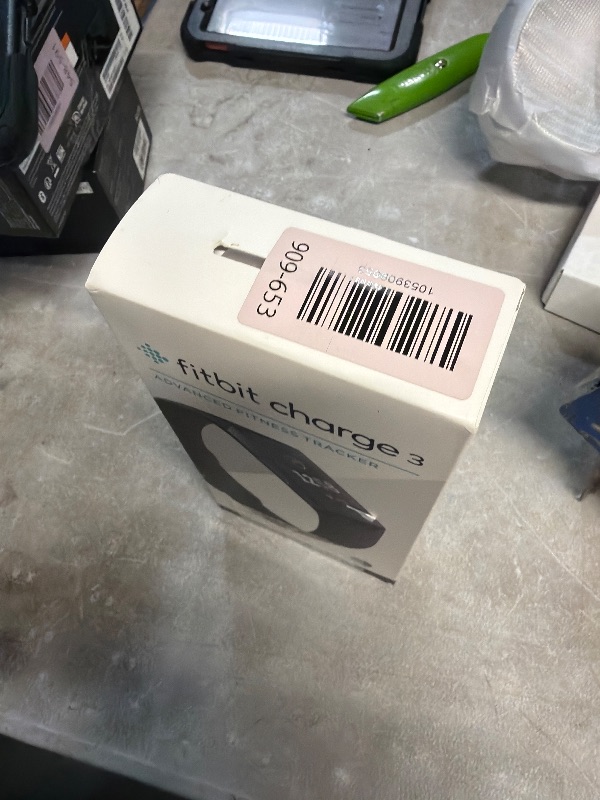 909-653
fitbit charge 3
ADVANCED FITNESS TRACKER